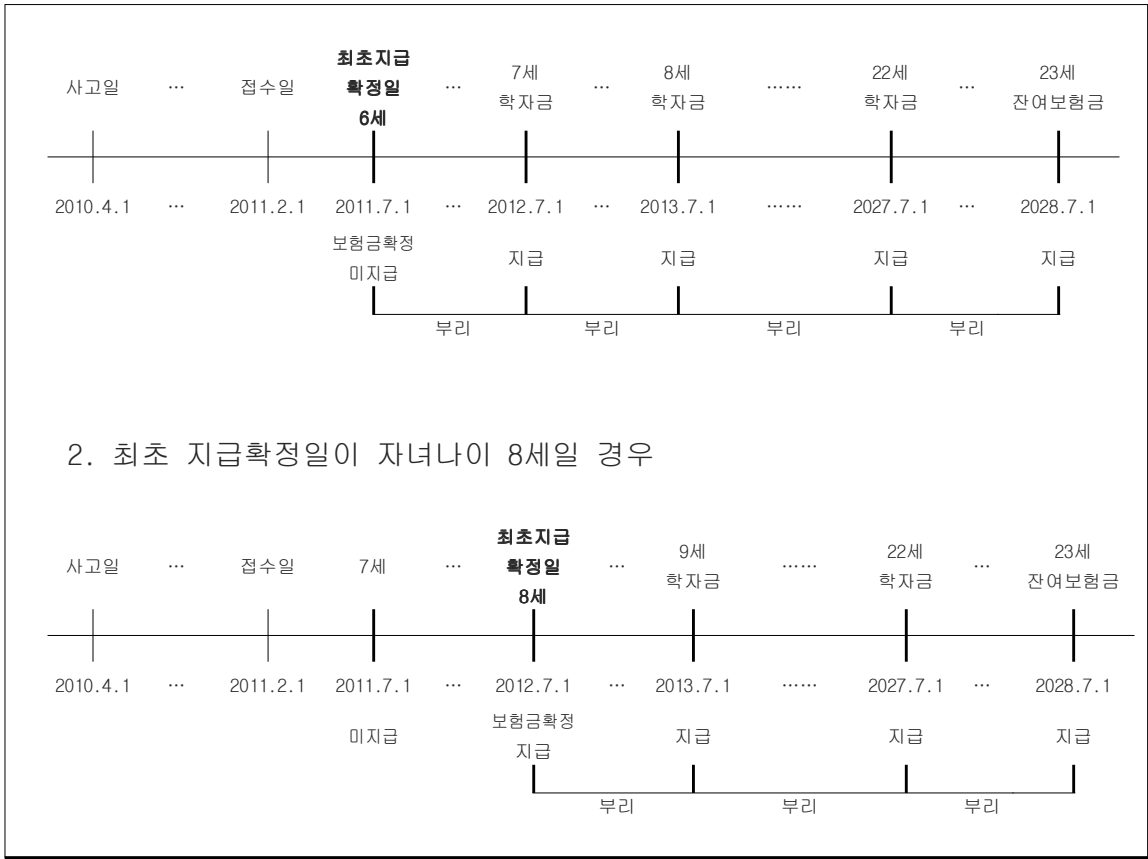 최초지급
사고일 … 접수일 확정일 … 7세 … 8세 …… 22세 … 23세
6세 학자금 학자금 학자금 잔여보험금
2010.4.1 … 2011.2.1 2011.7.1 … 2012.7.1 … 2013.7.1 …… 2027.7.1 … 2028.7.1
보험금확정 지급 지급 지급 지급
미지급
부리 부리 부리 부리
2. 최초 지급확정일이 자녀나이 8세일 경우
최초지급
사고일 … 접수일 7세 … 확정일 … 9세 …… 22세 … 23세
8세 학자금 학자금 잔여보험금
2010.4.1 … 2011.2.1 2011.7.1 … 2012.7.1 … 2013.7.1 …… 2027.7.1 … 2028.7.1
미지급 보험금확정 지급 지급 지급
지급
부리 부리 부리